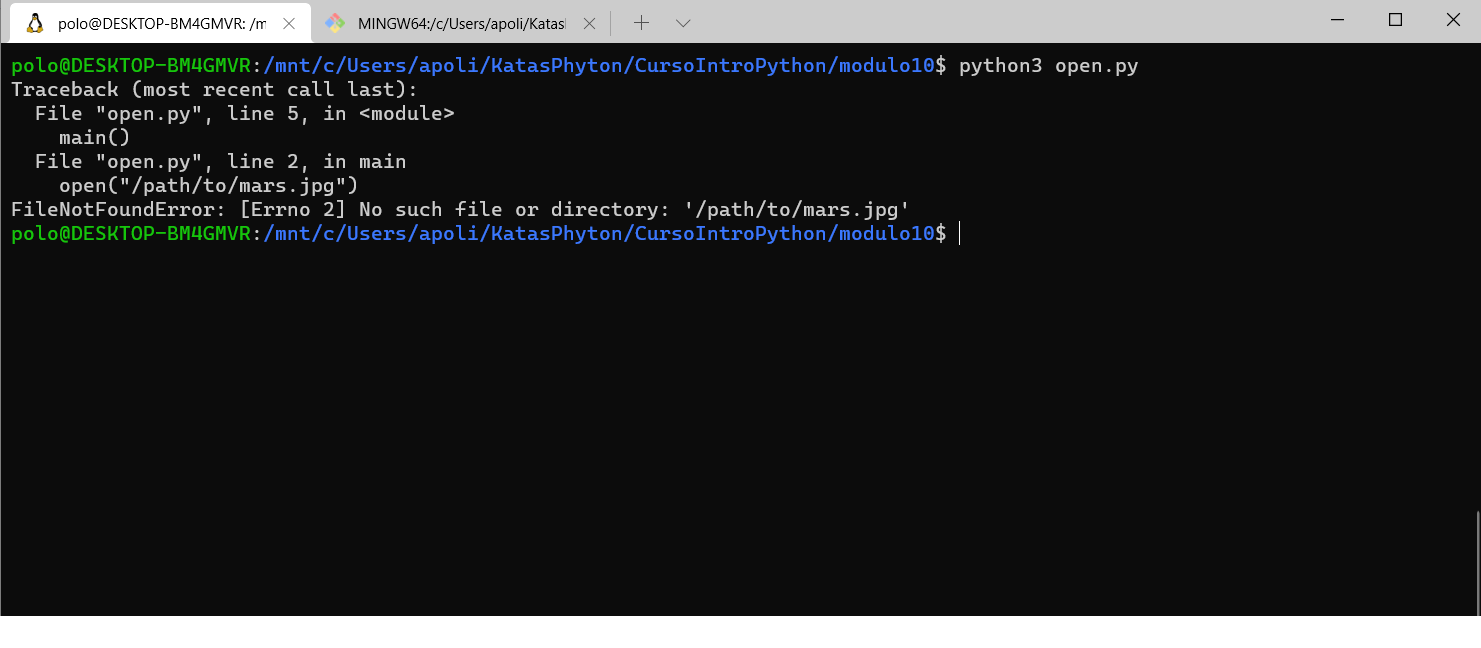 polo@DESKTOP-BM4GMVR: /m
MINGW64:/c/Users/apoli/Katas
polo@DESKTOP-BM4GMVR:/mnt/c/Users/apoli/KatasPhyton/CursoIntroPython/modulo10$ python3 open.py
Traceback (most recent call last):
  File "open.py", line 5, in <module>
    main()
  File "open.py", line 2, in main
    open("/path/to/mars.jpg")
FileNotFoundError: [Errno 2] No such file or directory: '/path/to/mars.jpg'
polo@DESKTOP-BM4GMVR:/mnt/c/Users/apoli/KatasPhyton/CursoIntroPython/modulo10$